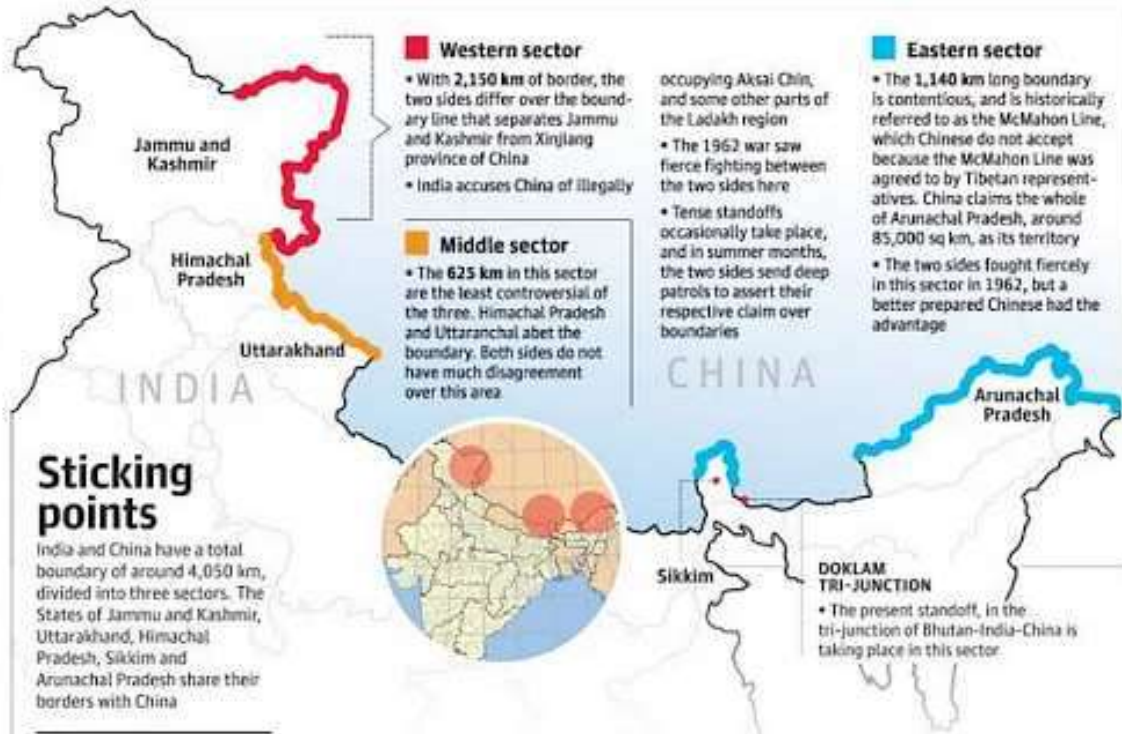 Western sector
• With 2,150 km of border, the
two sides differ over the bound-
ary line that separates Jammu
and Kashmir from Xinjiang
province of China
• India accuses China of illegally
occupying Aksai Chin,
and some other parts of
the Ladakh region
• The 1962 war saw
fierce fighting between
the two sides here
• Tense standoffs
occasionally take place,
and in summer months,
the two sides send deep
patrols to assert their
respective claim over
boundaries
Middle sector
• The 625 km in this sector
are the least controversial of
the three. Himachal Pradesh
and Uttaranchal abet the
boundary. Both sides do not
have much disagreement
over this area
Eastern sector
• The 1,140 km long boundary
is contentious, and is historically
referred to as the McMahon Line,
which Chinese do not accept
because the McMahon Line was
agreed to by Tibetan represent-
atives. China claims the whole
of Arunachal Pradesh, around
85,000 sq km, as its territory
• The two sides fought fiercely
in this sector in 1962, but a
better prepared Chinese had the
advantage
Jammu and
Kashmir
Himachal
Pradesh
Uttarakhand
INDIA
CHINA
Arunachal
Pradesh
Sticking
points
India and China have a total
boundary of around 4,050 km,
divided into three sectors. The
States of Jammu and Kashmir,
Uttarakhand, Himachal
Pradesh, Sikkim and
Arunachal Pradesh share their
borders with China
Sikkim
DOKLAM
TRI-JUNCTION
• The present standoff, in the
tri-junction of Bhutan-India-China is
taking place in this sector